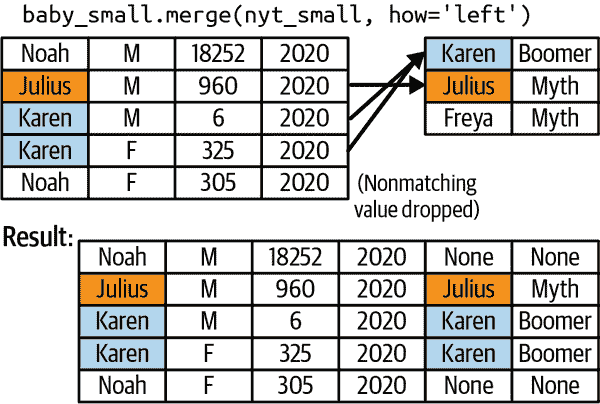 baby_small.merge(nyt_small, how='left')
Noah M 18252 2020 Karen Boomer
Julius M 960 2020 Julius Myth
Karen M 6 2020 Freya Myth
Karen F 325 2020
Noah F 305 2020
(Nonmatching
value dropped)
Result:
Noah M 18252 2020 None None
Julius M 960 2020 Julius Myth
Karen M 6 2020 Karen Boomer
Karen F 325 2020 Karen Boomer
Noah F 305 2020 None None